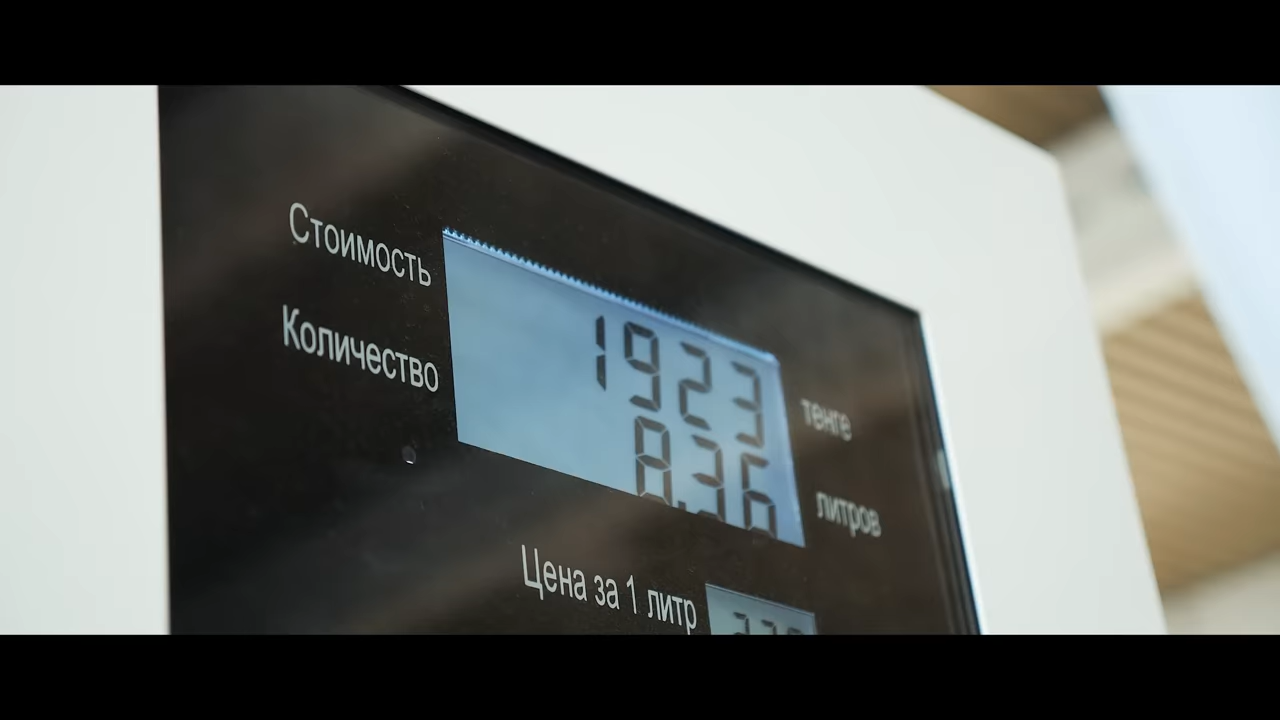 Стоимость 1923 тенге
Количество 8.36 литров
Цена за 1 литр